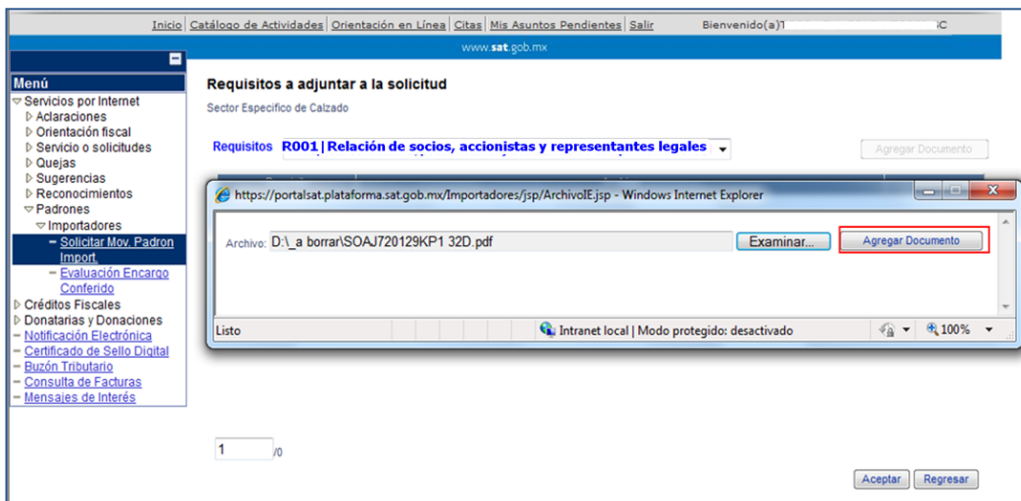 Inicio Catálogo de Actividades Orientación en Línea Citas Mis Asuntos Pendientes Salir Bienvenido(a)
www.sat.gob.mx
Menú
Servicios por Internet
Aclaraciones
Orientación fiscal
Servicio o solicitudes
Quejas
Sugerencias
Reconocimientos
Padrones
Importadores
Solicitar Mov. Padron
Import.
Evaluación Encargo
Conferido
Créditos Fiscales
Donatarias y Donaciones
Notificación Electrónica
Certificado de Sello Digital
Buzón Tributario
Consulta de Facturas
Mensajes de Interés
Requisitos a adjuntar a la solicitud
Sector Especifico de Calzado
Requisitos R001|Relación de socios, accionistas y representantes legales Agregar Documento
https://portalsat.plataforma.sat.gob.mx/Importadores/jsp/ArchivoIE.jsp - Windows Internet Explorer
Archivo: D:\_a borrar\SOAJ720129KP1 32D.pdf Examinar... Agregar Documento
Listo Intranet local | Modo protegido: desactivado 100%
1 /0
Aceptar Regresar